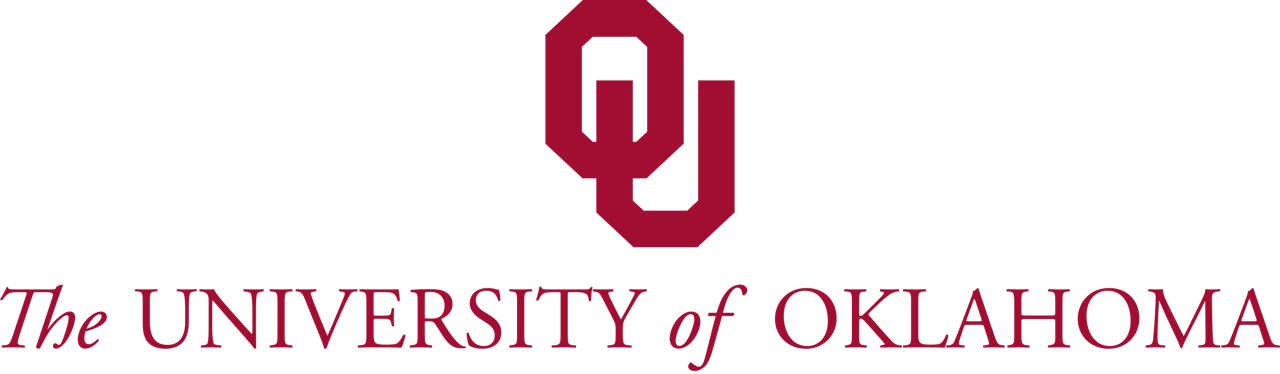 OU
The UNIVERSITY of OKLAHOMA